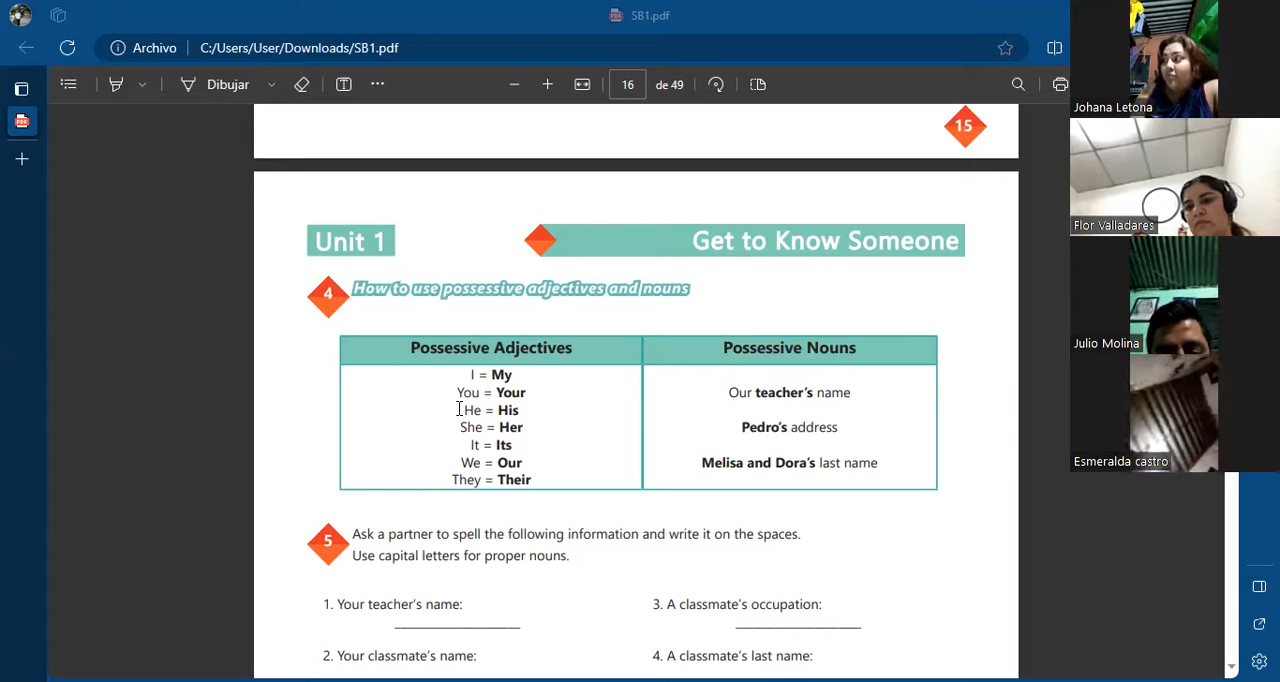 SB1.pdf
Archivo
C:/Users/User/Downloads/SB1.pdf
Dibujar
16
de 49
15
Unit 1
Get to Know Someone
4
How to use possessive adjectives and nouns
Possessive Adjectives
I = My
You = Your
He = His
She = Her
It = Its
We = Our
They = Their
Possessive Nouns
Our teacher's name
Pedro's address
Melisa and Dora's last name
5
Ask a partner to spell the following information and write it on the spaces.
Use capital letters for proper nouns.
1. Your teacher's name:
2. Your classmate's name:
3. A classmate's occupation:
4. A classmate's last name:
Johana Letona
Flor Valladares
Julio Molina
Esmeralda castro